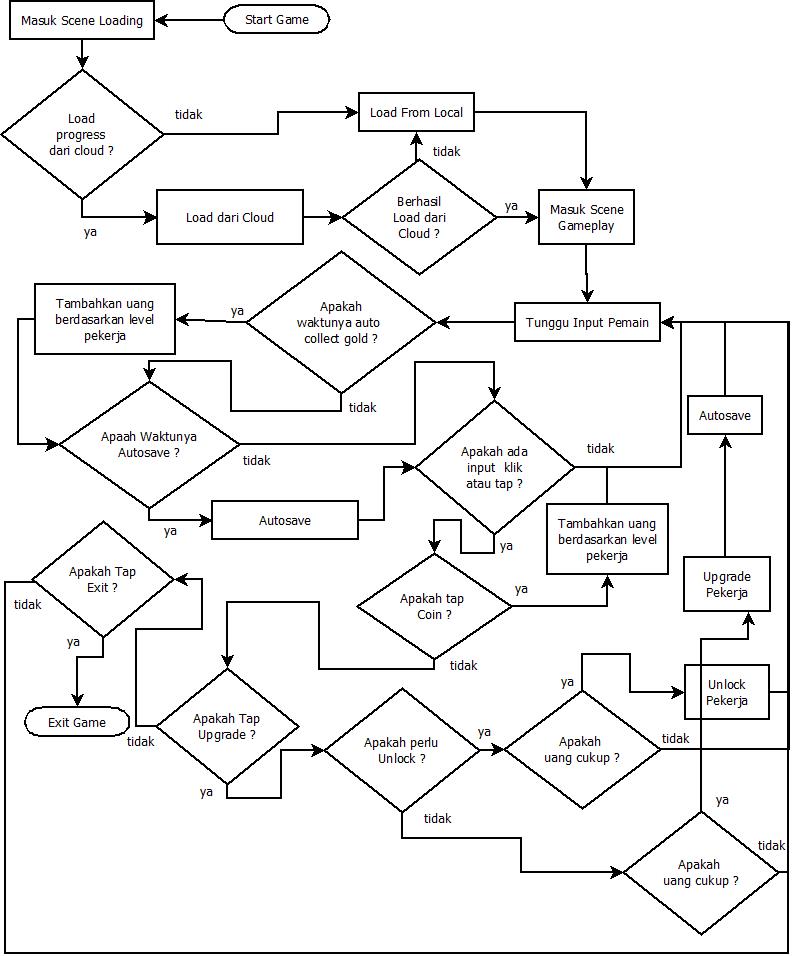 Start Game
Masuk Scene Loading
Load
progress
dari cloud ?
tidak
Load From Local
tidak
ya
Load dari Cloud
Berhasil
Load dari
Cloud ?
ya
Masuk Scene
Gameplay
Tunggu Input Pemain
Apakah
waktunya auto
collect gold ?
ya
Tambahkan uang
berdasarkan level
pekerja
tidak
Apaah Waktunya
Autosave ?
tidak
ya
Autosave
Apakah ada
input klik
atau tap ?
tidak
Autosave
ya
Tambahkan uang
berdasarkan level
pekerja
Apakah tap
Coin ?
ya
tidak
Upgrade
Pekerja
Apakah Tap
Exit ?
tidak
ya
Exit Game
Apakah Tap
Upgrade ?
tidak
ya
Apakah perlu
Unlock ?
ya
tidak
Apakah
uang cukup ?
ya
tidak
Unlock
Pekerja
Apakah
uang cukup ?
ya
tidak